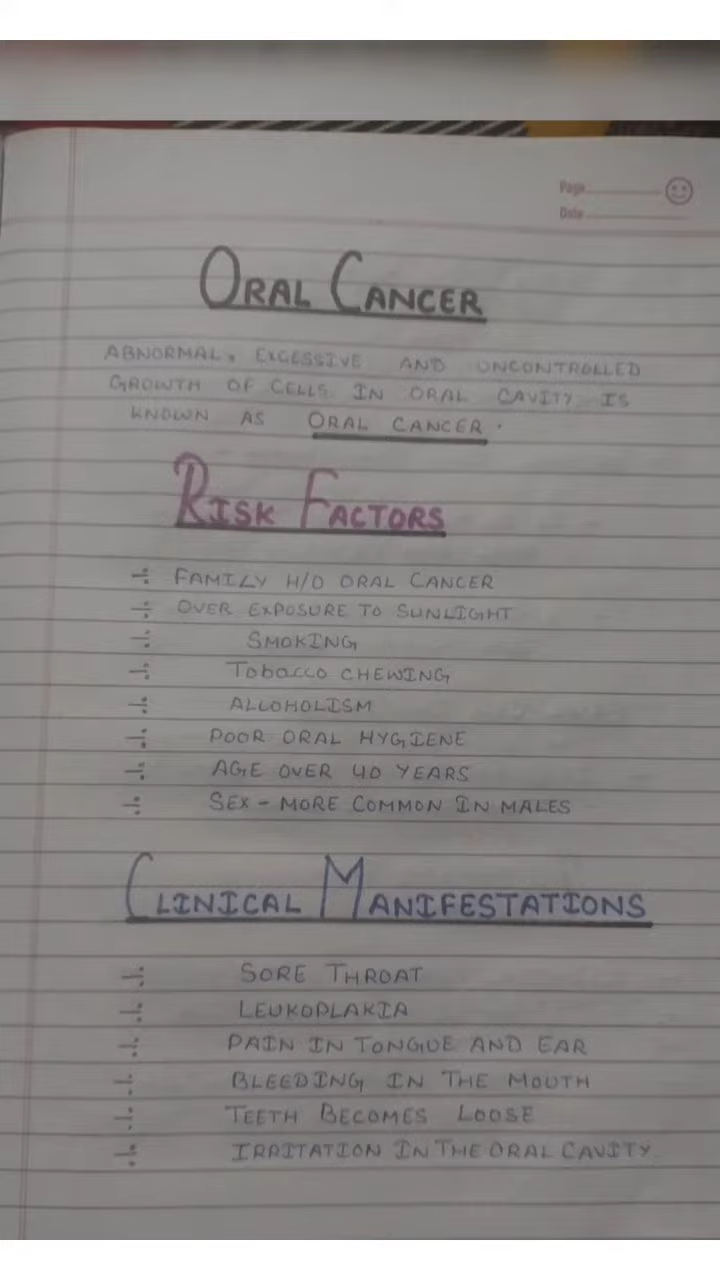 Page
Date
ORAL CANCER
ABNORMAL, EXCESSIVE AND UNCONTROLLED
GROWTH OF CELLS IN ORAL CAVITY IS
KNOWN AS ORAL CANCER.
RISK FACTORS
÷ FAMILY H/O ORAL CANCER
÷ OVER EXPOSURE TO SUNLIGHT
÷ SMOKING
÷ Tobacco CHEWING
÷ ALCOHOLISM
÷ POOR ORAL HYGIENE
÷ AGE OVER 40 YEARS
÷ SEX - MORE COMMON IN MALES
CLINICAL MANIFESTATIONS
÷ SORE THROAT
÷ LEUKOPLAKIA
÷ PAIN IN TONGUE AND EAR
÷ BLEEDING IN THE MOUTH
÷ TEETH BECOMES LOOSE
÷ IRRITATION IN THE ORAL CAVITY